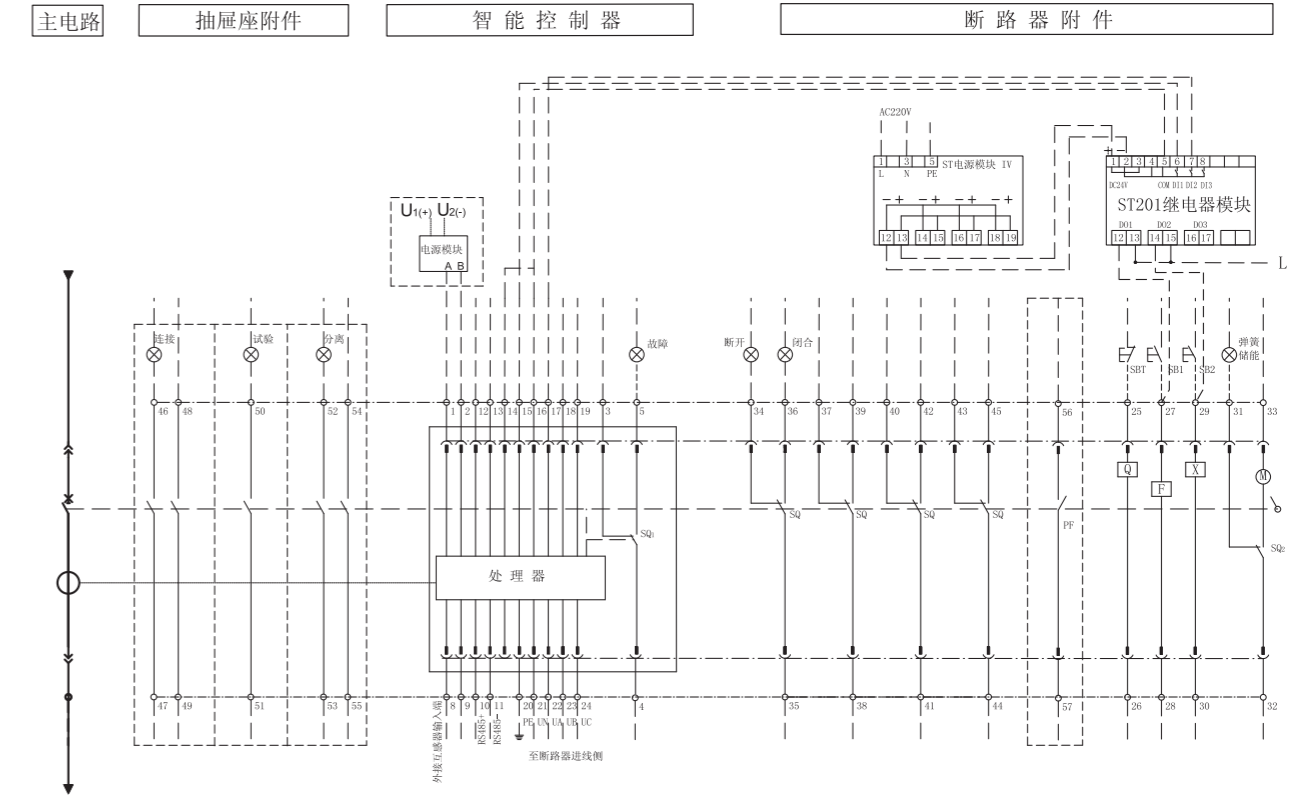 主电路 抽屉座附件 智能控制器 断路器附件
AC220V
1 3 5 ST电源模块 IV
L N PE
- + - + - + - +
12 13 14 15 16 17 18 19
+ -
1 2 3 4 5 6 7 8
DC24V COM DI1 DI2 DI3
ST201继电器模块
DO1 DO2 DO3
12 13 14 15 16 17
L
U1(+) U2(-)
电源模块
A B
连接 试验 分离 故障 断开 闭合 SBT SB1 SB2 弹簧储能
46 48 50 52 54 1 2 12 13 14 15 16 17 18 19 3 5 34 36 37 39 40 42 43 45 56 25 27 29 31 33
Q F X M
SQ1 SQ SQ SQ SQ PF SQ2
处理器
47 49 51 53 55 8 9 10 11 20 21 22 23 24 4 35 38 41 44 57 26 28 30 32
外接互感器输入端 RS485+ RS485- PE UN UA UB UC
至断路器进线侧